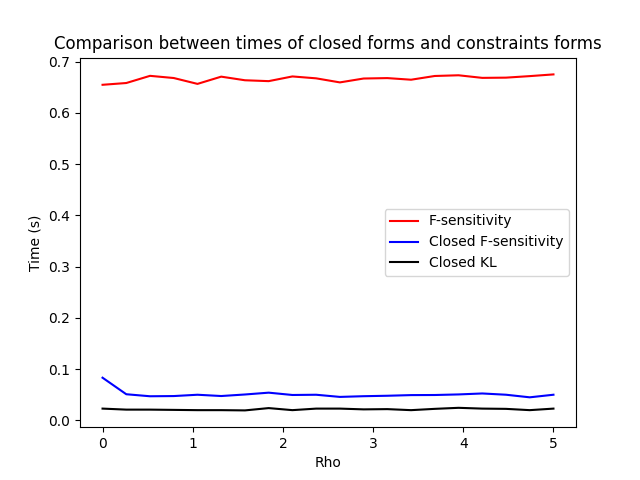 Comparison between times of closed forms and constraints forms
0.7
0.6
0.5
0.4
0.3
0.2
0.1
0.0
Time (s)
F-sensitivity
Closed F-sensitivity
Closed KL
0 1 2 3 4 5
Rho